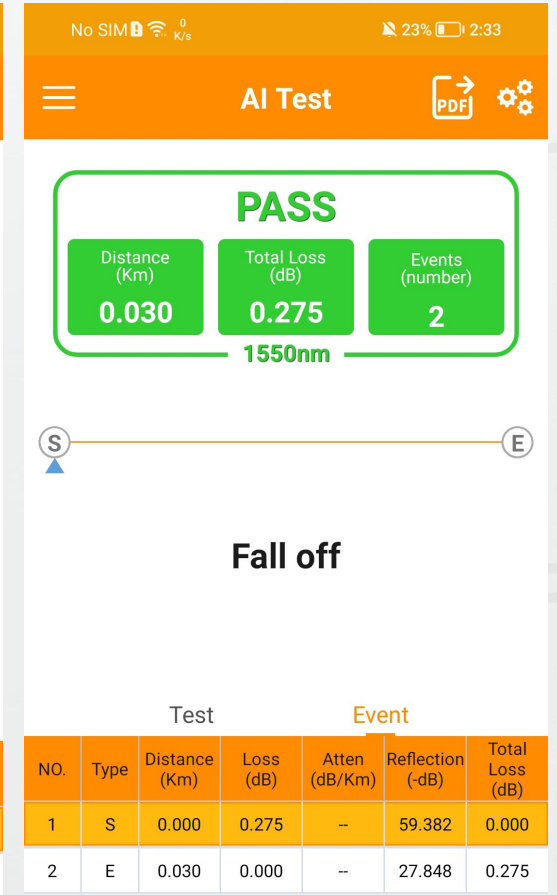 No SIM 0 K/s 23% 2:33
AI Test PDF
PASS
Distance (Km) Total Loss (dB) Events (number)
0.030 0.275 2
1550nm
S E
Fall off
Test Event
NO. Type Distance (Km) Loss (dB) Atten (dB/Km) Reflection (-dB) Total Loss (dB)
1 S 0.000 0.275 -- 59.382 0.000
2 E 0.030 0.000 -- 27.848 0.275